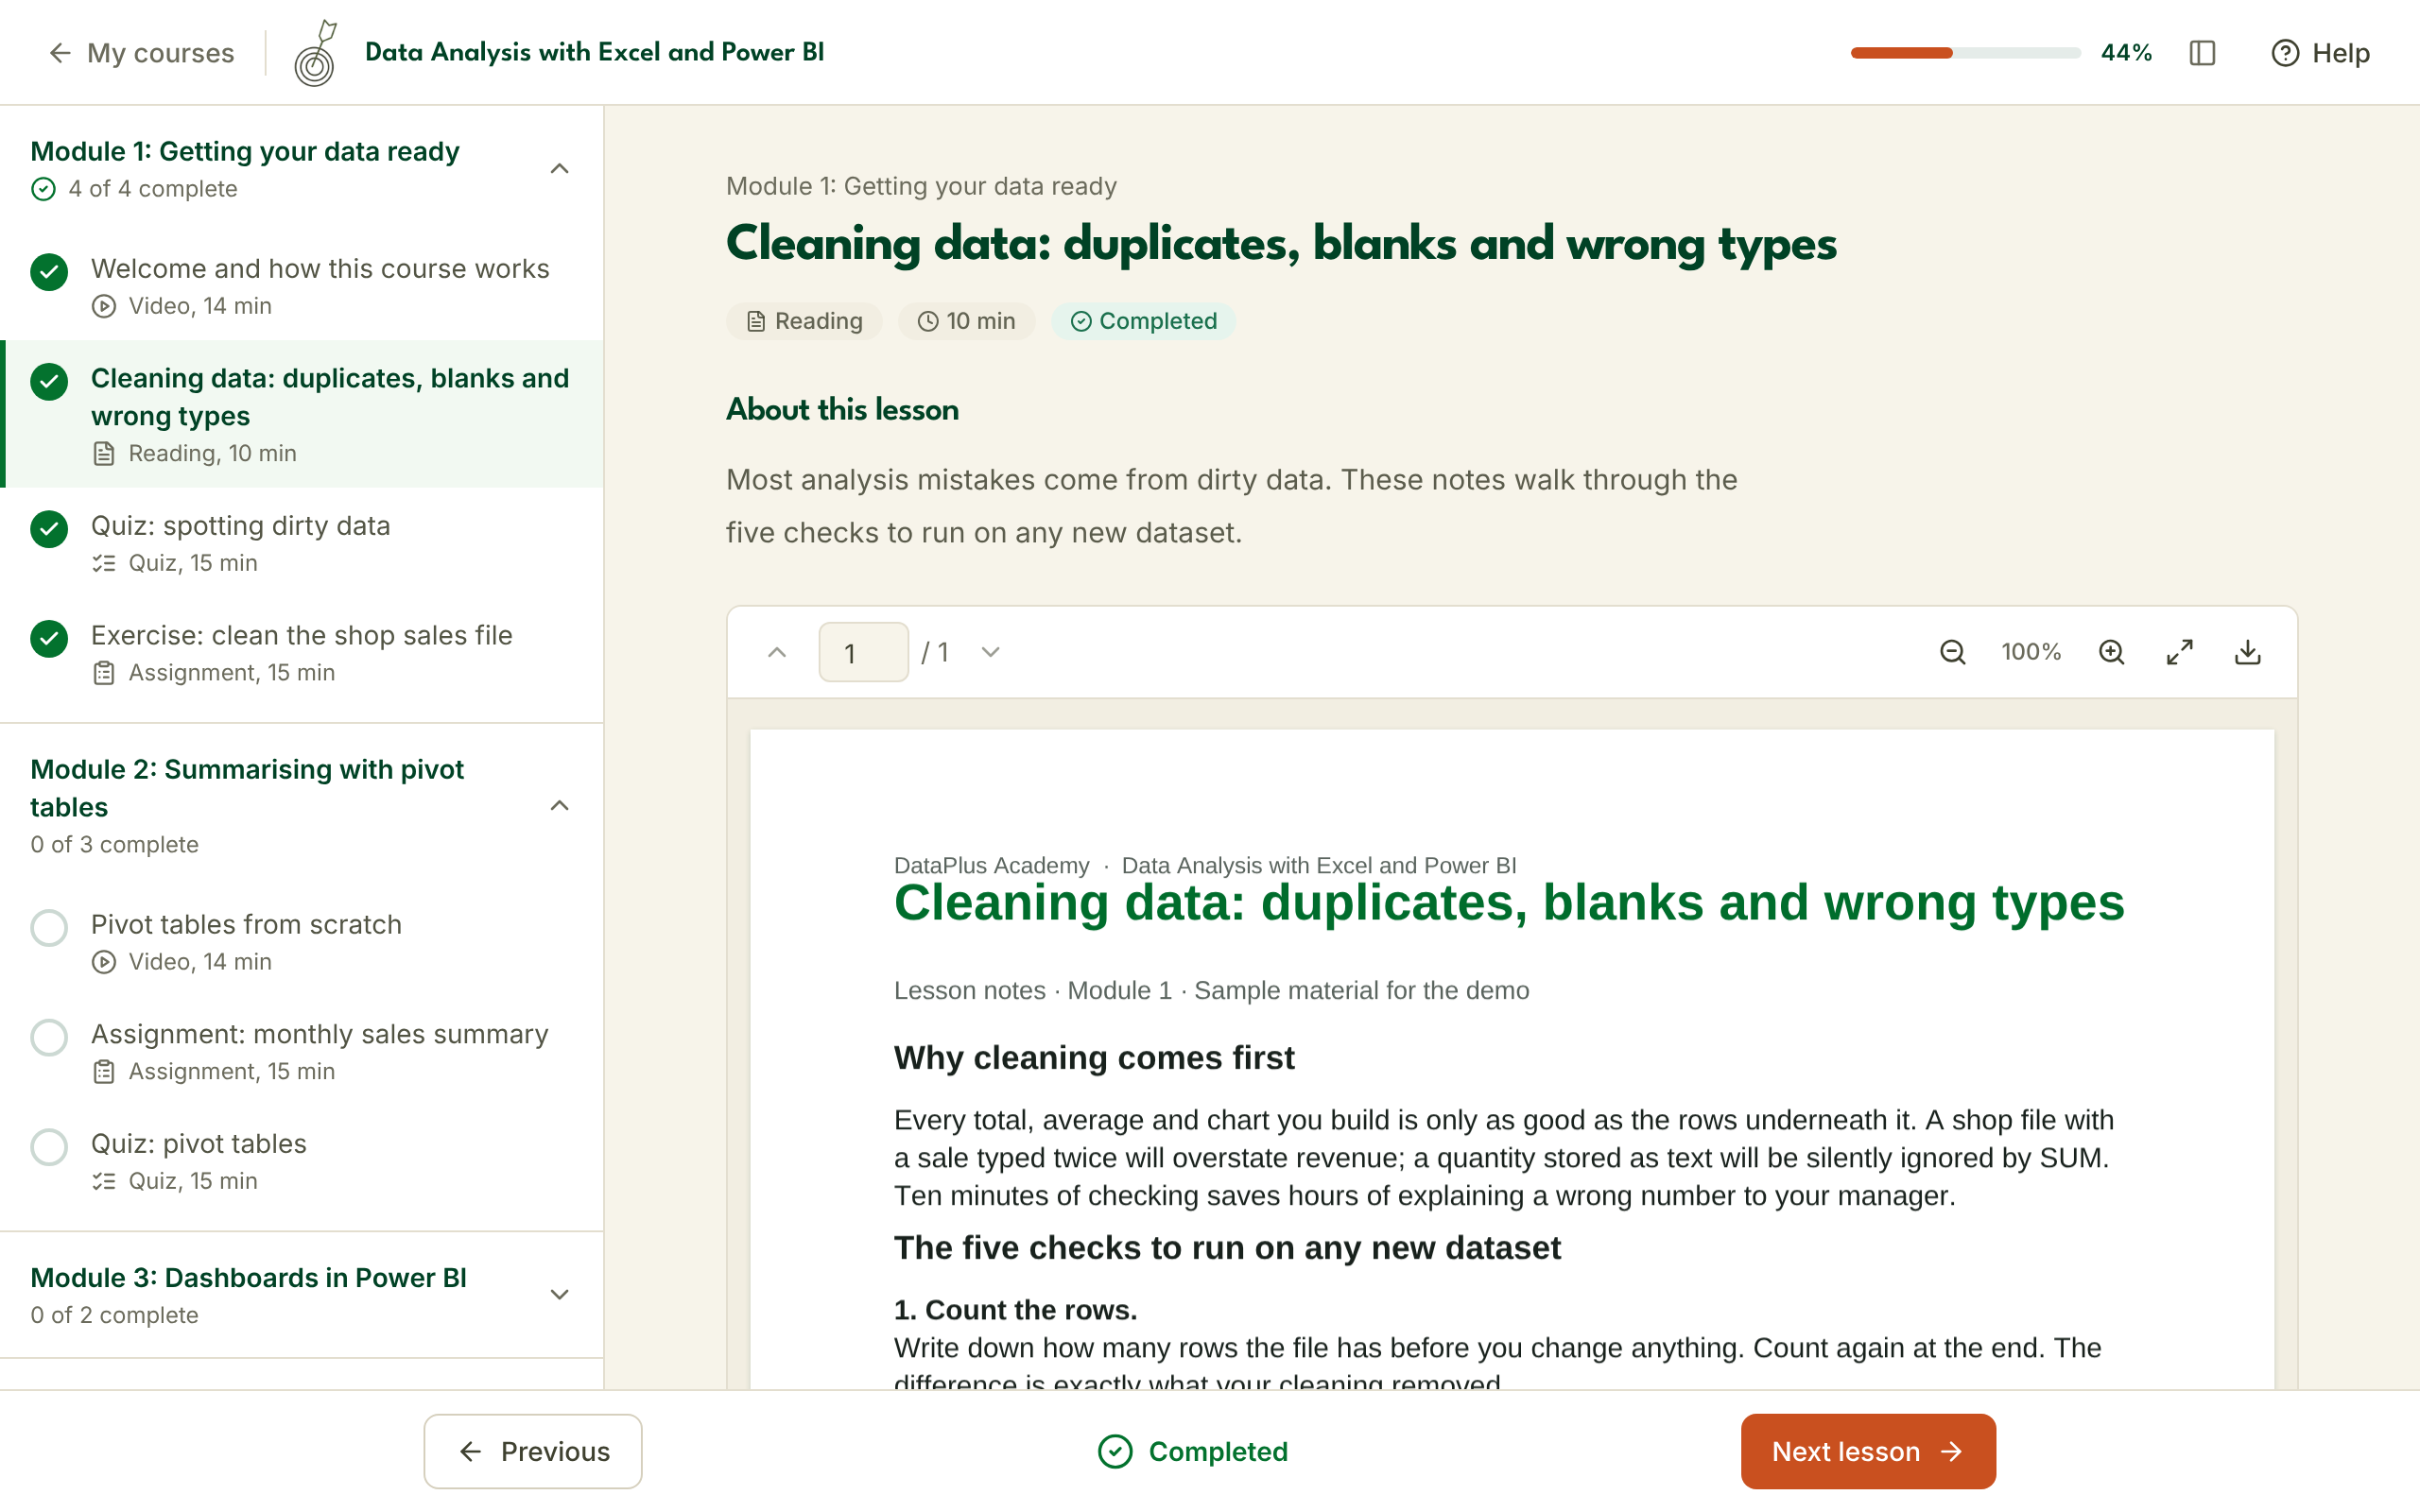 My courses
Data Analysis with Excel and Power BI
44%
Help
Module 1: Getting your data ready
4 of 4 complete
Welcome and how this course works
Video, 14 min
Cleaning data: duplicates, blanks and
wrong types
Reading, 10 min
Quiz: spotting dirty data
Quiz, 15 min
Exercise: clean the shop sales file
Assignment, 15 min
Module 2: Summarising with pivot
tables
0 of 3 complete
Pivot tables from scratch
Video, 14 min
Assignment: monthly sales summary
Assignment, 15 min
Quiz: pivot tables
Quiz, 15 min
Module 3: Dashboards in Power BI
0 of 2 complete
Module 1: Getting your data ready
Cleaning data: duplicates, blanks and wrong types
Reading
10 min
Completed
About this lesson
Most analysis mistakes come from dirty data. These notes walk through the
five checks to run on any new dataset.
1 / 1
100%
DataPlus Academy · Data Analysis with Excel and Power BI
Cleaning data: duplicates, blanks and wrong types
Lesson notes · Module 1 · Sample material for the demo
Why cleaning comes first
Every total, average and chart you build is only as good as the rows underneath it. A shop file with
a sale typed twice will overstate revenue; a quantity stored as text will be silently ignored by SUM.
Ten minutes of checking saves hours of explaining a wrong number to your manager.
The five checks to run on any new dataset
1. Count the rows.
Write down how many rows the file has before you change anything. Count again at the end. The
difference is exactly what your cleaning removed.
Previous
Completed
Next lesson